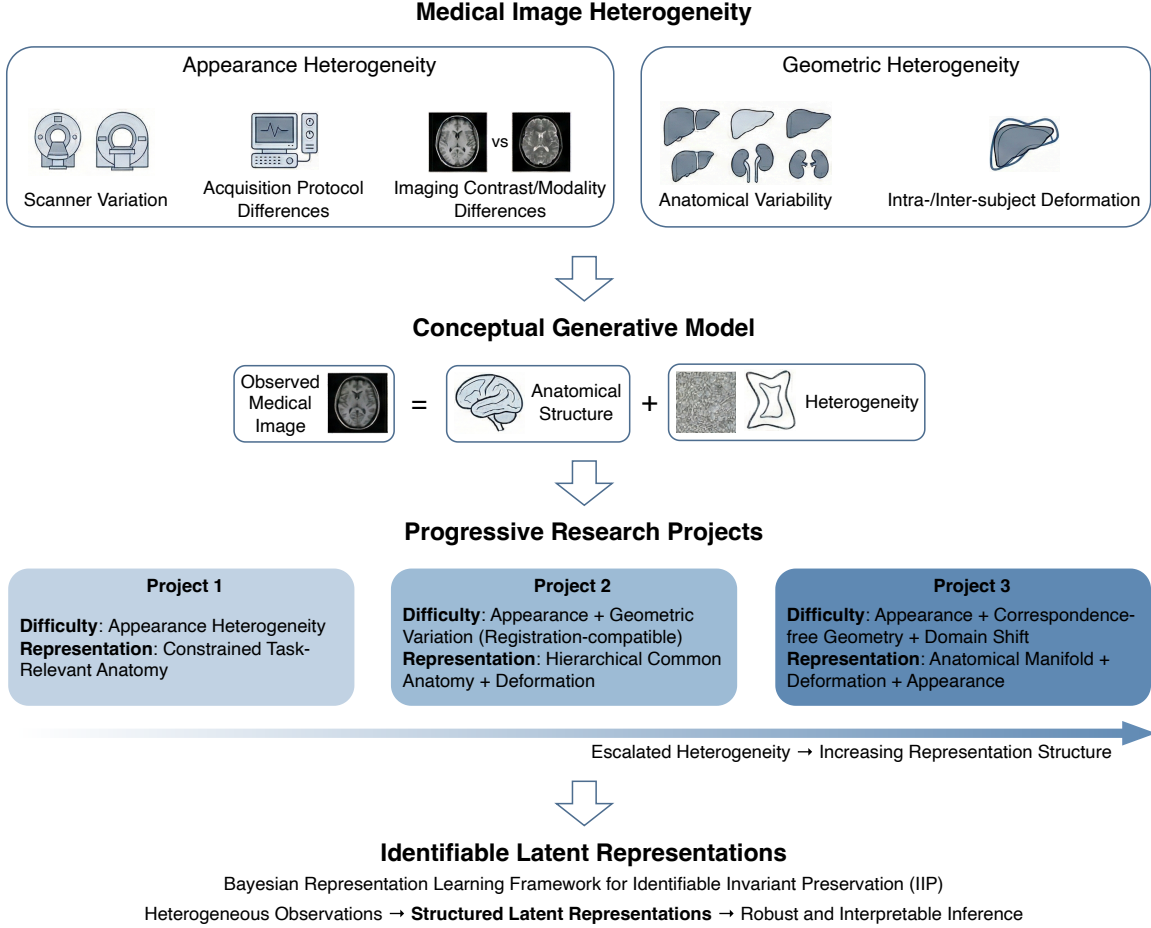 Medical Image Heterogeneity
Appearance Heterogeneity
Scanner Variation
Acquisition Protocol
Differences
vs
Imaging Contrast/Modality
Differences
Geometric Heterogeneity
Anatomical Variability
Intra-/Inter-subject Deformation
Conceptual Generative Model
Observed
Medical
Image
=
Anatomical
Structure
+
Heterogeneity
Progressive Research Projects
Project 1
Difficulty: Appearance Heterogeneity
Representation: Constrained Task-
Relevant Anatomy
Project 2
Difficulty: Appearance + Geometric
Variation (Registration-compatible)
Representation: Hierarchical Common
Anatomy + Deformation
Project 3
Difficulty: Appearance + Correspondence-
free Geometry + Domain Shift
Representation: Anatomical Manifold +
Deformation + Appearance
Escalated Heterogeneity → Increasing Representation Structure
Identifiable Latent Representations
Bayesian Representation Learning Framework for Identifiable Invariant Preservation (IIP)
Heterogeneous Observations → Structured Latent Representations → Robust and Interpretable Inference